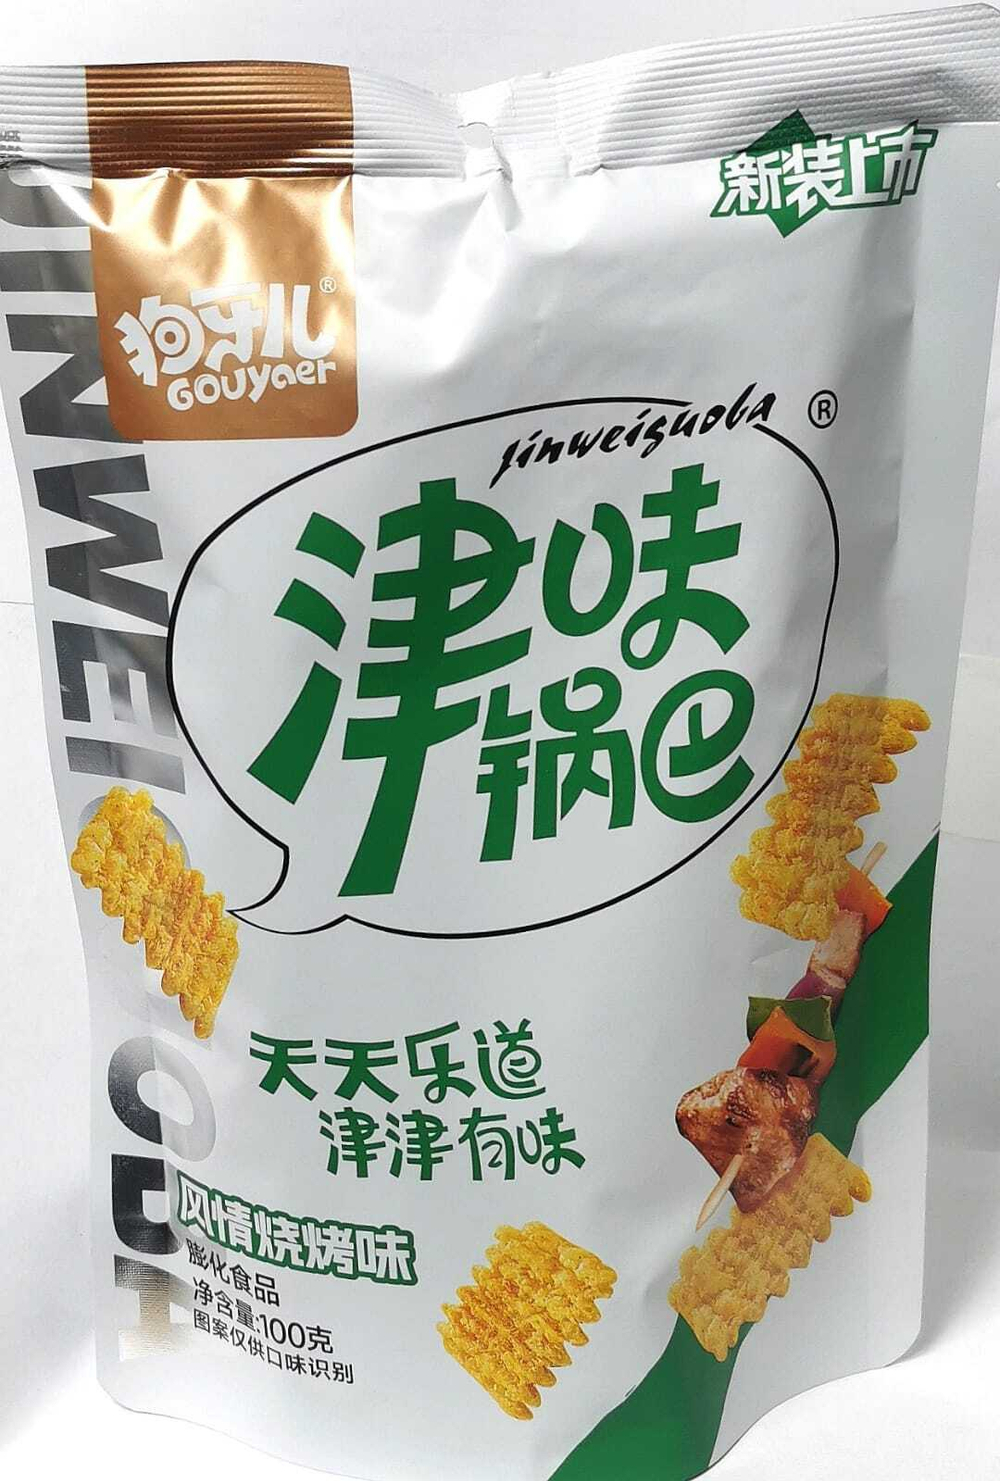 新装上市
狗牙儿®
Gouyaer
jinweiguoba ®
津味
锅巴
天天乐道
津津有味
风情烧烤味
膨化食品
净含量:100克
图案仅供口味识别